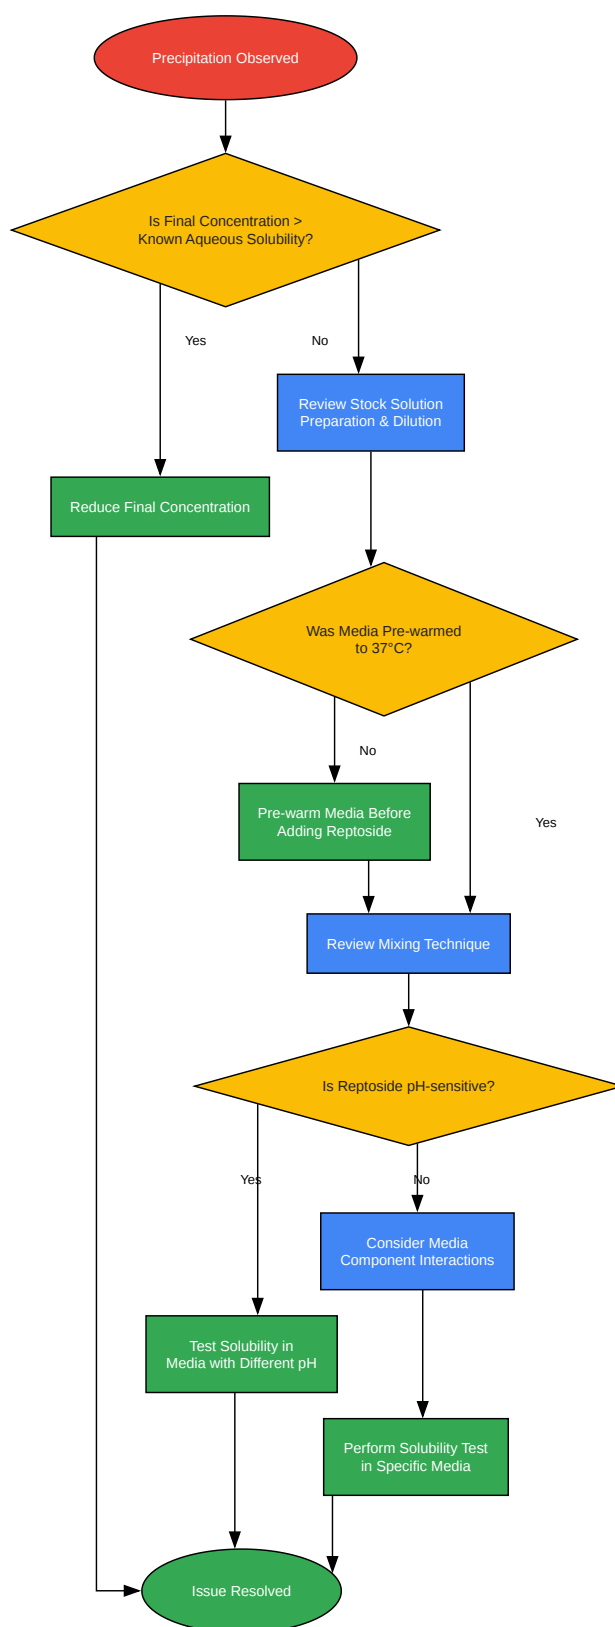 Precipitation Observed
Is Final Concentration >
Known Aqueous Solubility?
Yes
No
Review Stock Solution
Preparation & Dilution
Reduce Final Concentration
Was Media Pre-warmed
to 37°C?
No
Pre-warm Media Before
Adding Reptoside
Yes
Review Mixing Technique
Is Reptoside pH-sensitive?
Yes
No
Consider Media
Component Interactions
Test Solubility in
Media with Different pH
Perform Solubility Test
in Specific Media
Issue Resolved